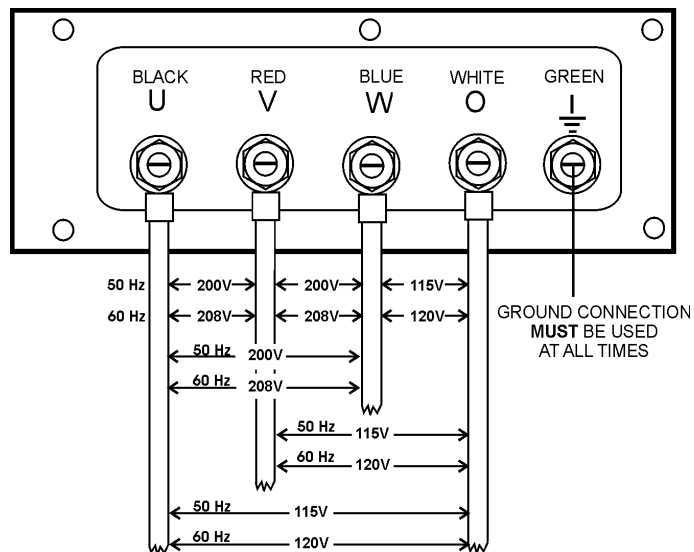 BLACK RED BLUE WHITE GREEN
U V W O
50 Hz 200V 200V 115V
60 Hz 208V 208V 120V
GROUND CONNECTION
MUST BE USED
AT ALL TIMES
50 Hz 200V
60 Hz 208V
50 Hz 115V
60 Hz 120V
50 Hz 115V
60 Hz 120V